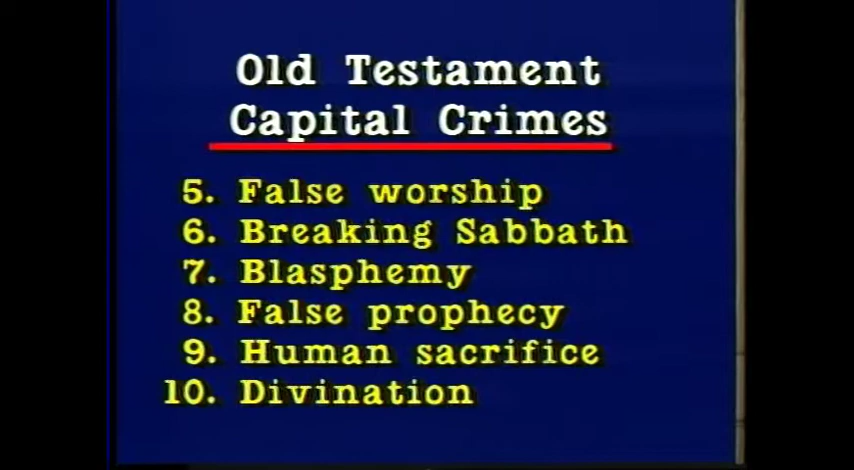 Old Testament
Capital Crimes
5. False worship
6. Breaking Sabbath
7. Blasphemy
8. False prophecy
9. Human sacrifice
10. Divination